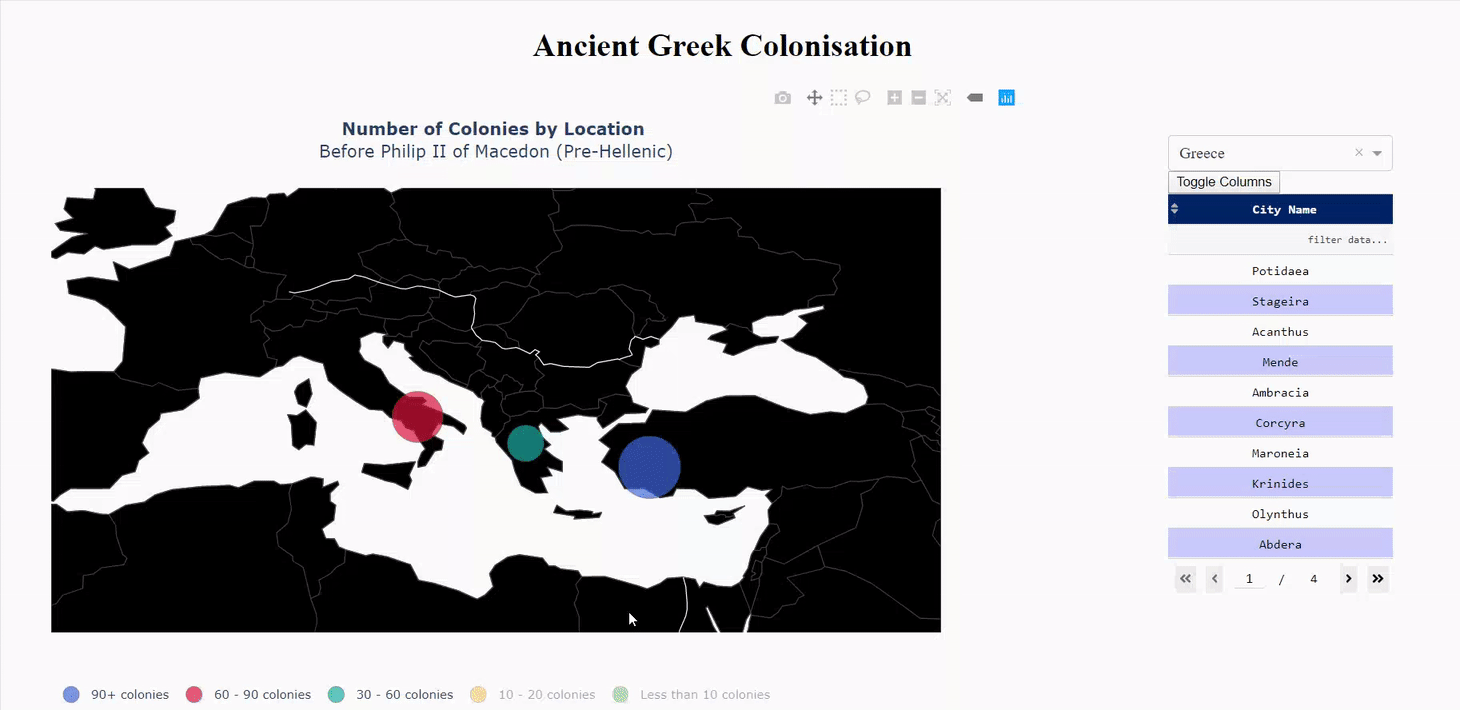 Ancient Greek Colonisation
Number of Colonies by Location
Before Philip II of Macedon (Pre-Hellenic)
Greece
Toggle Columns
City Name
filter data...
Potidaea
Stageira
Acanthus
Mende
Ambracia
Corcyra
Maroneia
Krinides
Olynthus
Abdera
1 / 4
90+ colonies 60 - 90 colonies 30 - 60 colonies 10 - 20 colonies Less than 10 colonies